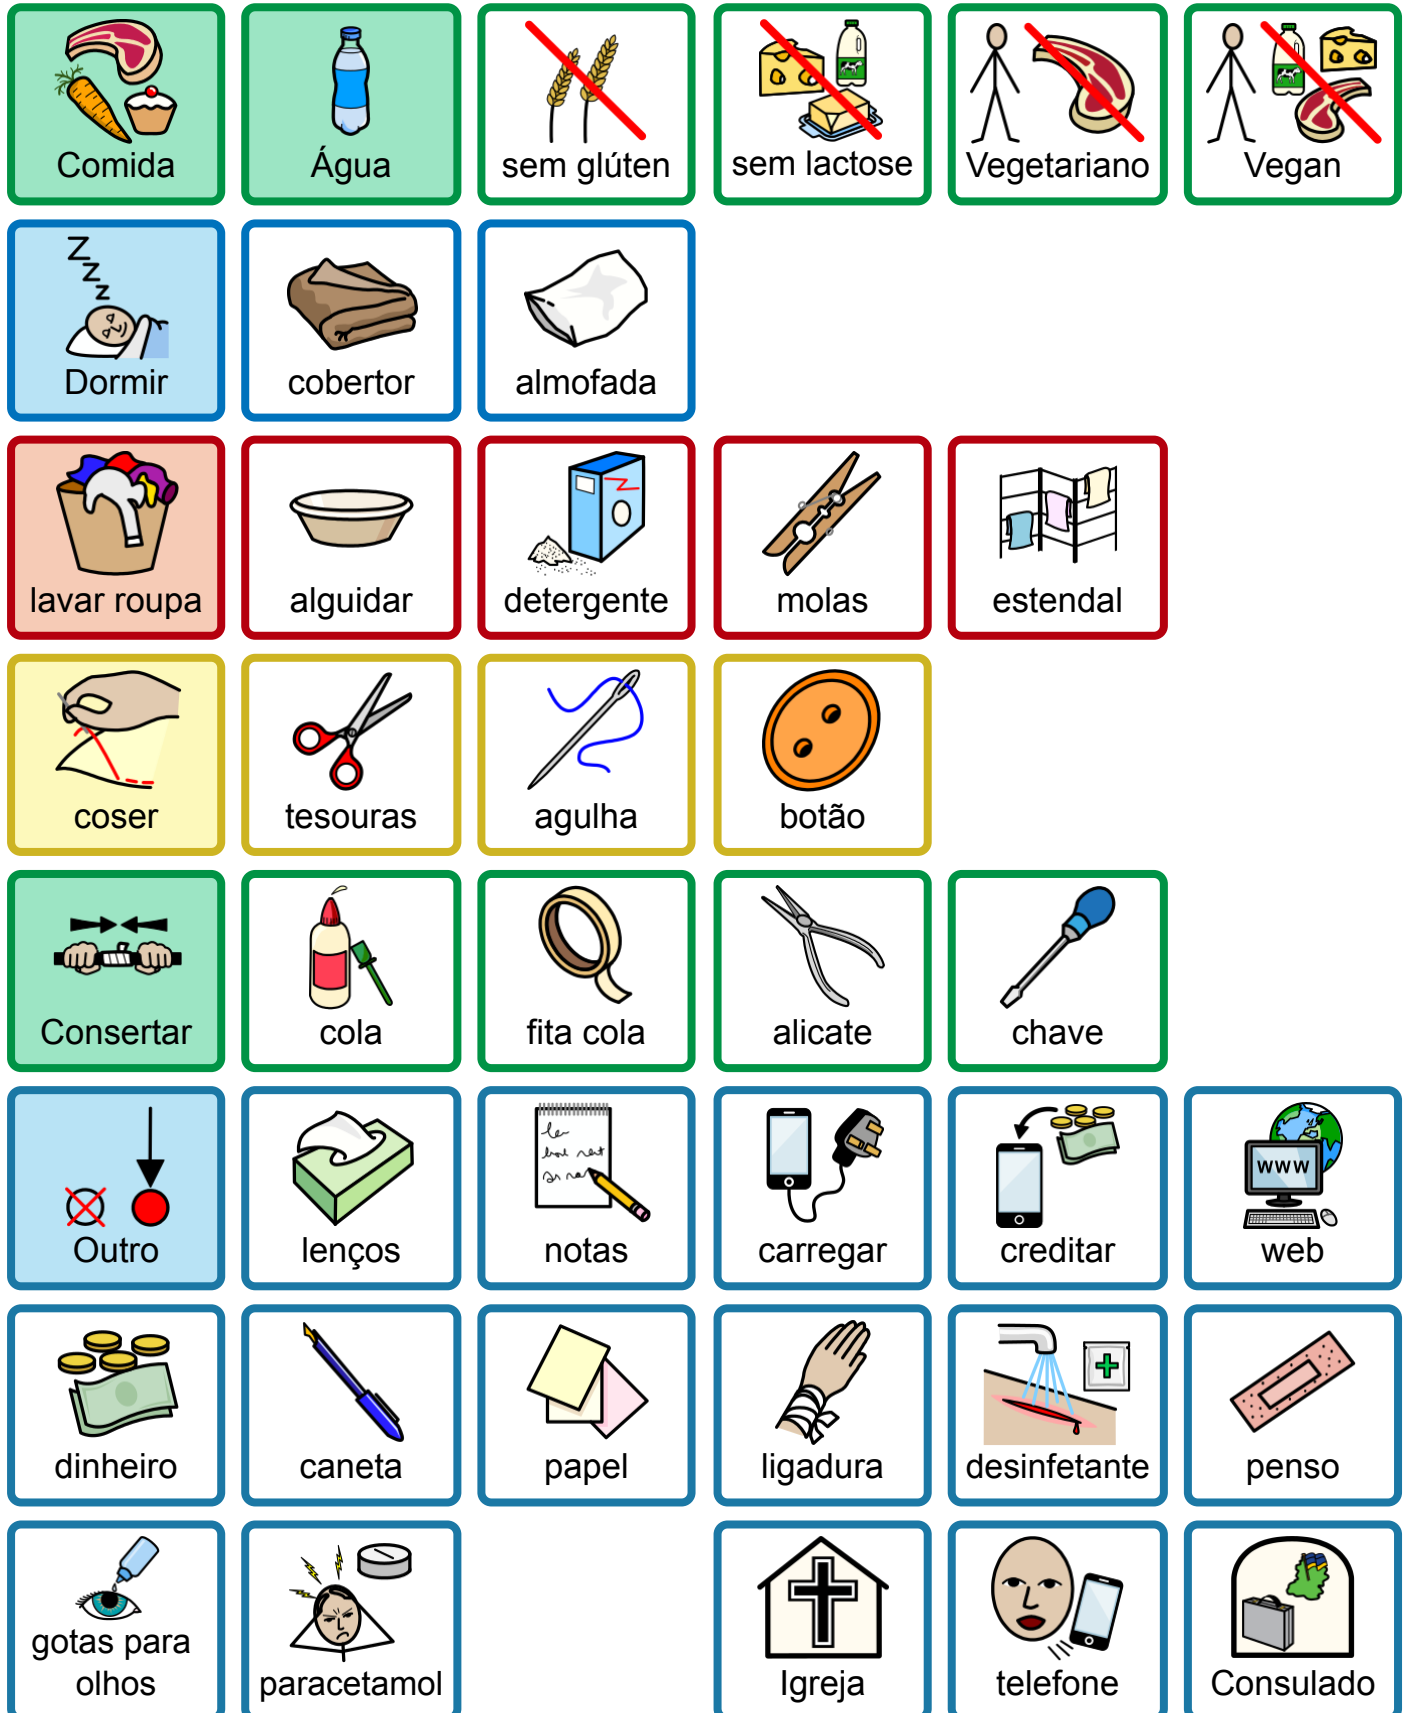 Comida
Água
sem glúten
sem lactose
Vegetariano
Vegan
Z
Z
Z
Dormir
cobertor
almofada
lavar roupa
alguidar
detergente
molas
estendal
coser
tesouras
agulha
botão
Consertar
cola
fita cola
alicate
chave
Outro
lenços
notas
carregar
creditar
www
web
dinheiro
caneta
papel
ligadura
desinfetante
penso
gotas para
olhos
paracetamol
Igreja
telefone
Consulado